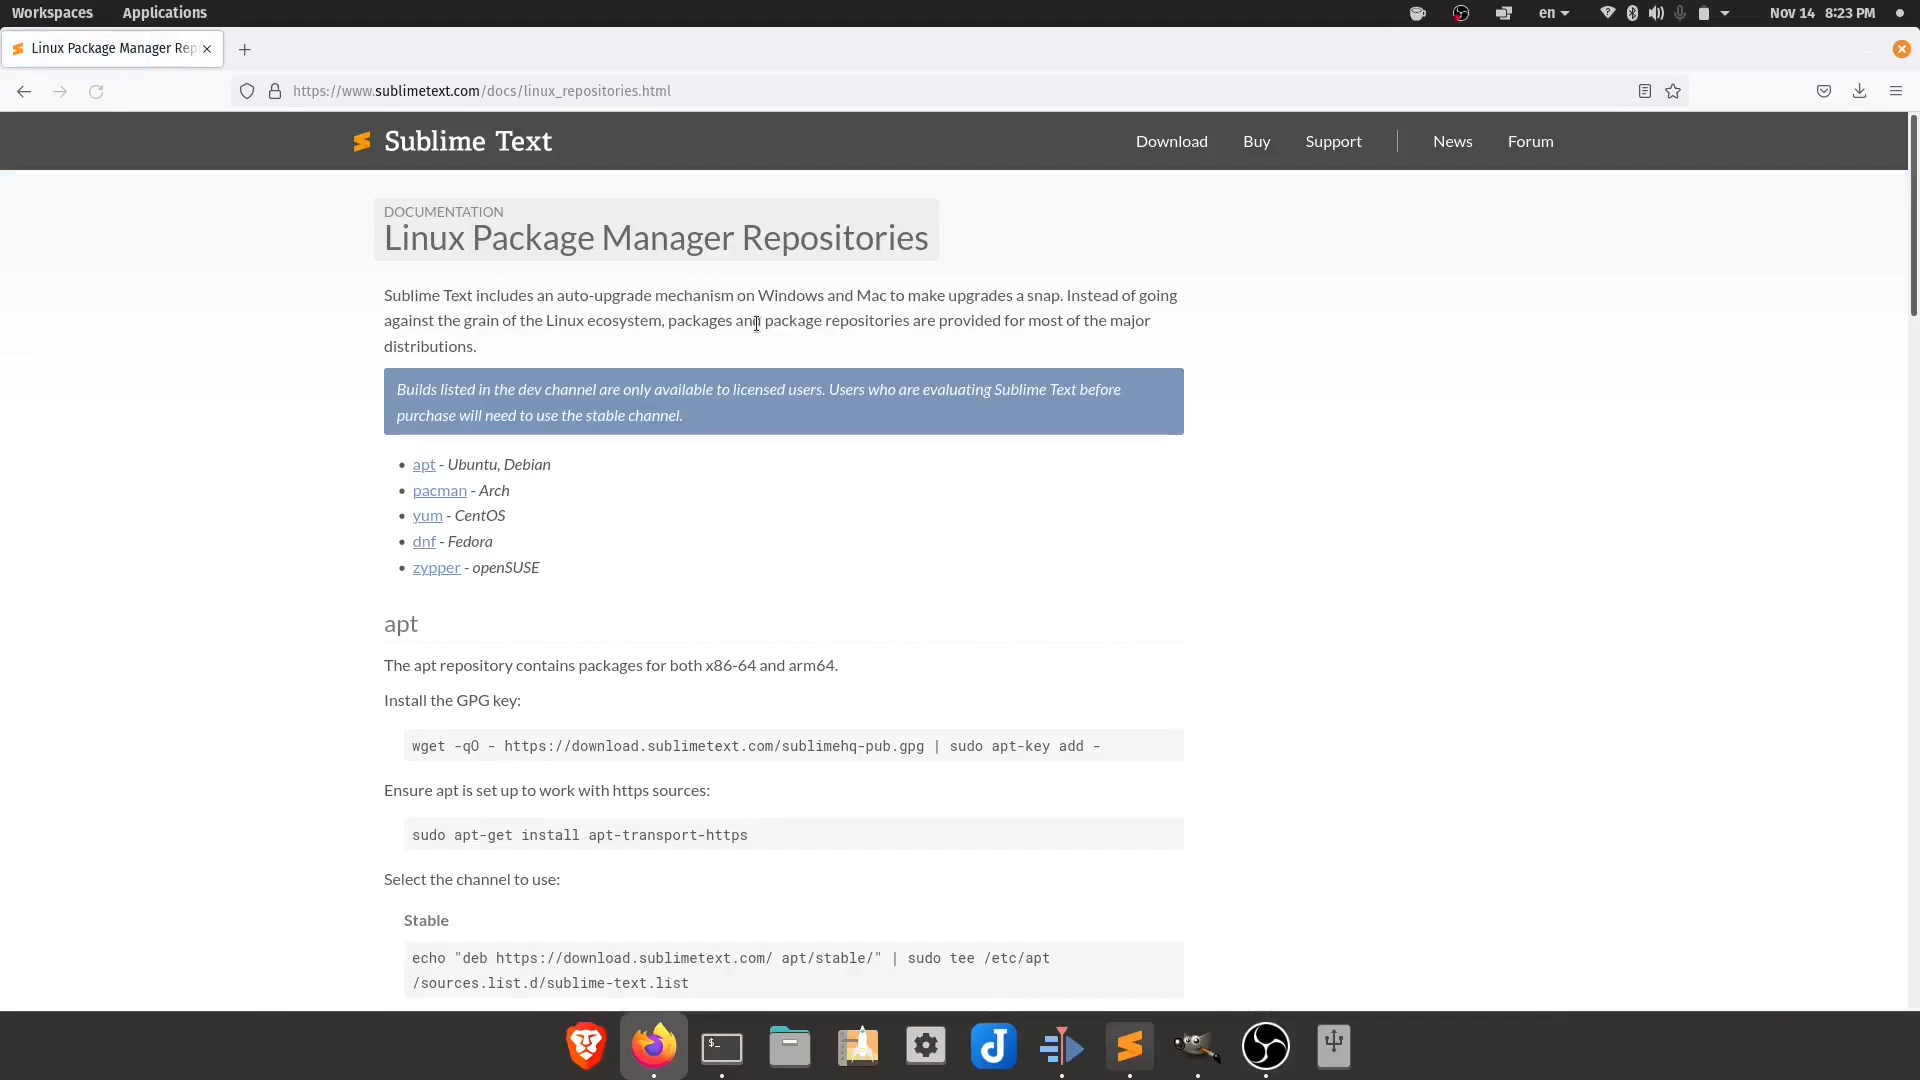 Workspaces Applications en Nov 14 8:23 PM
Linux Package Manager Rep
https://www.sublimetext.com/docs/linux_repositories.html
Sublime Text Download Buy Support News Forum
DOCUMENTATION
Linux Package Manager Repositories
Sublime Text includes an auto-upgrade mechanism on Windows and Mac to make upgrades a snap. Instead of going
against the grain of the Linux ecosystem, packages and package repositories are provided for most of the major
distributions.
Builds listed in the dev channel are only available to licensed users. Users who are evaluating Sublime Text before
purchase will need to use the stable channel.
• apt - Ubuntu, Debian
• pacman - Arch
• yum - CentOS
• dnf - Fedora
• zypper - openSUSE
apt
The apt repository contains packages for both x86-64 and arm64.
Install the GPG key:
wget -qO - https://download.sublimetext.com/sublimehq-pub.gpg | sudo apt-key add -
Ensure apt is set up to work with https sources:
sudo apt-get install apt-transport-https
Select the channel to use:
Stable
echo "deb https://download.sublimetext.com/ apt/stable/" | sudo tee /etc/apt
/sources.list.d/sublime-text.list
$_
J